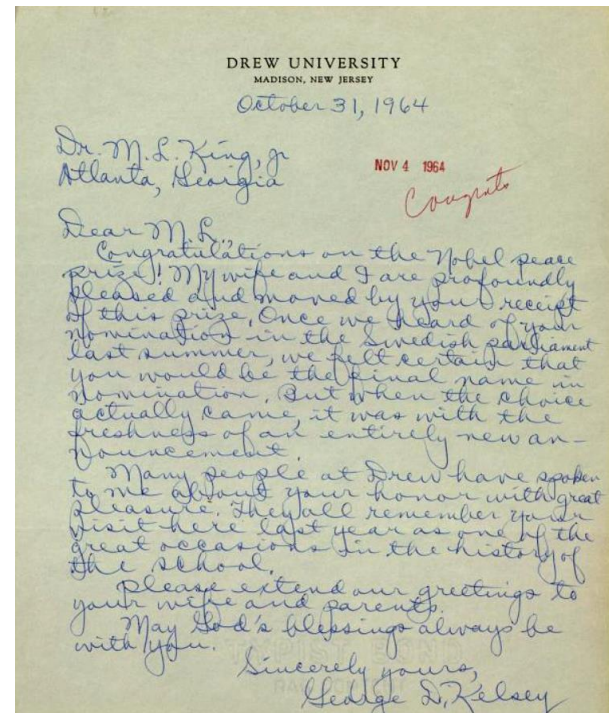 DREW UNIVERSITY
MADISON, NEW JERSEY
October 31, 1964
Dr. M. L. King, jr
Atlanta, Georgia
NOV 4 1964
Congrats
Dear M. L.,
Congratulations on the Nobel peace
prize! My wife and I are profoundly
pleased and moved by your receipt
of this prize. Once we heard of your
nomination in the Swedish parliament
last summer, we felt certain that
you would be the final name in
nomination. But when the choice
actually came, it was with the
freshness of an entirely new an-
nouncement.
Many people at Drew have spoken
to me about your honor with great
pleasure. They all remember your
visit here last year as one of the
great occasions in the history of
the school.
Please extend our greetings to
your wife and parents.
May God's blessings always be
with you.
TYPIST BOND
Sincerely yours,
George D. Kelsey